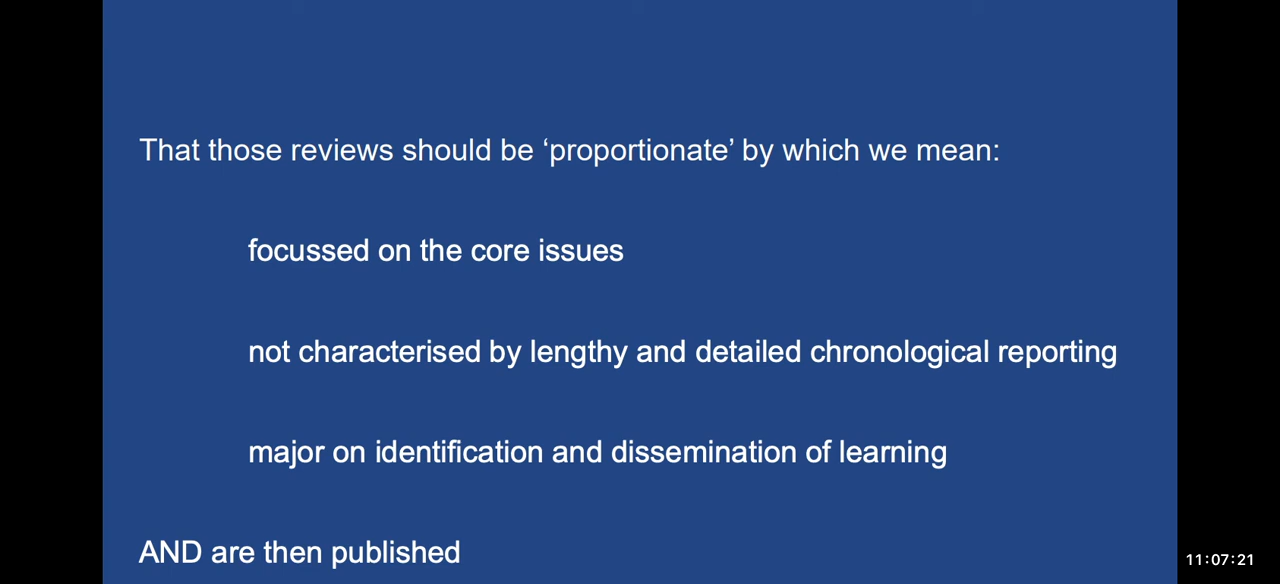 That those reviews should be ‘proportionate’ by which we mean:
focussed on the core issues
not characterised by lengthy and detailed chronological reporting
major on identification and dissemination of learning
AND are then published
11:07:21